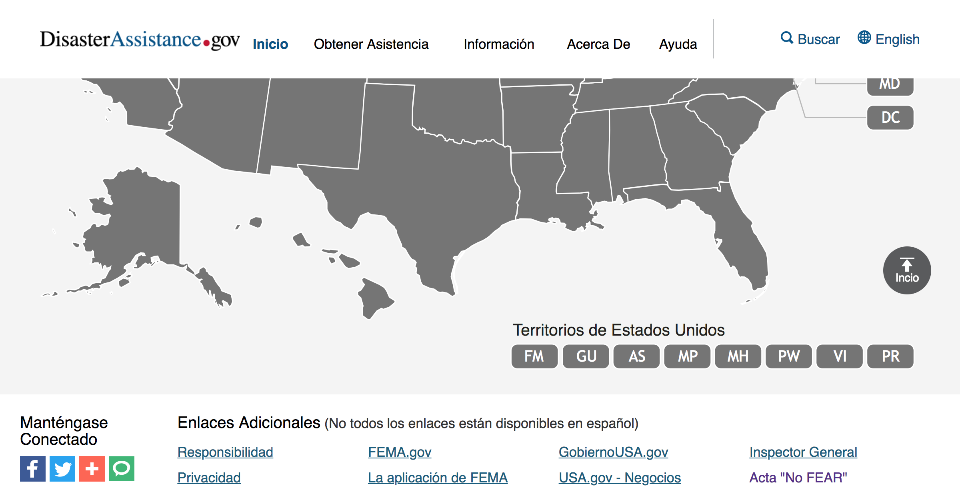 DisasterAssistance.gov Inicio Obtener Asistencia Información Acerca De Ayuda Buscar English
MD
DC
Incio
Territorios de Estados Unidos
FM GU AS MP MH PW VI PR
Manténgase
Conectado
Enlaces Adicionales (No todos los enlaces están disponibles en español)
Responsibilidad FEMA.gov GobiernoUSA.gov Inspector General
Privacidad La aplicación de FEMA USA.gov - Negocios Acta "No FEAR"